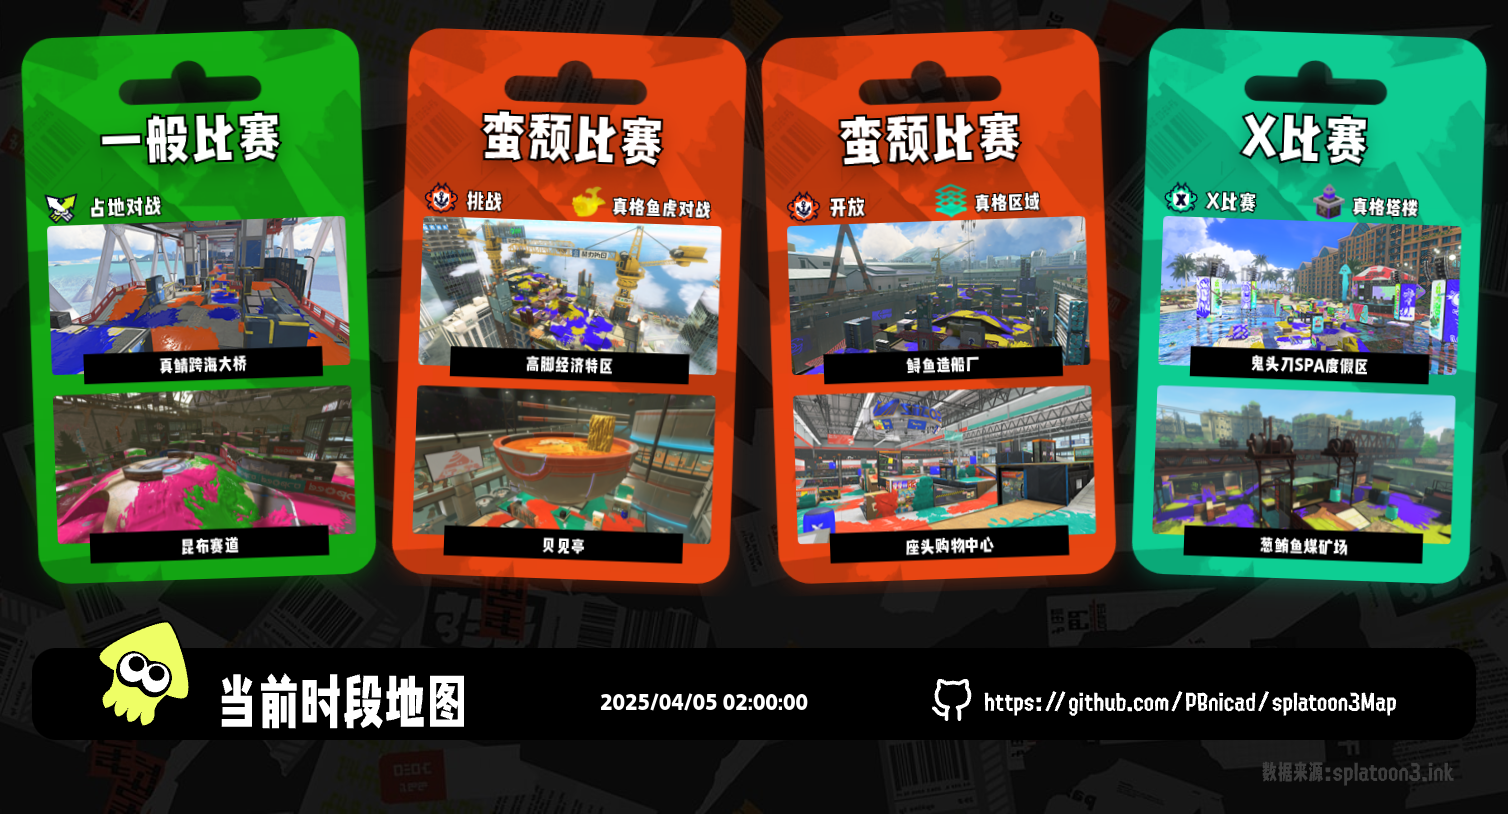 一般比赛
占地对战
真鲷跨海大桥
昆布赛道
蛮颓比赛
挑战
真格鱼虎对战
高脚经济特区
贝见亭
蛮颓比赛
开放
真格区域
鲟鱼造船厂
座头购物中心
X比赛
X比赛
真格塔楼
鬼头刀SPA度假区
葱鲔鱼煤矿场
当前时段地图
2025/04/05 02:00:00
https://github.com/PBnicad/splatoon3Map
数据来源:splatoon3.ink